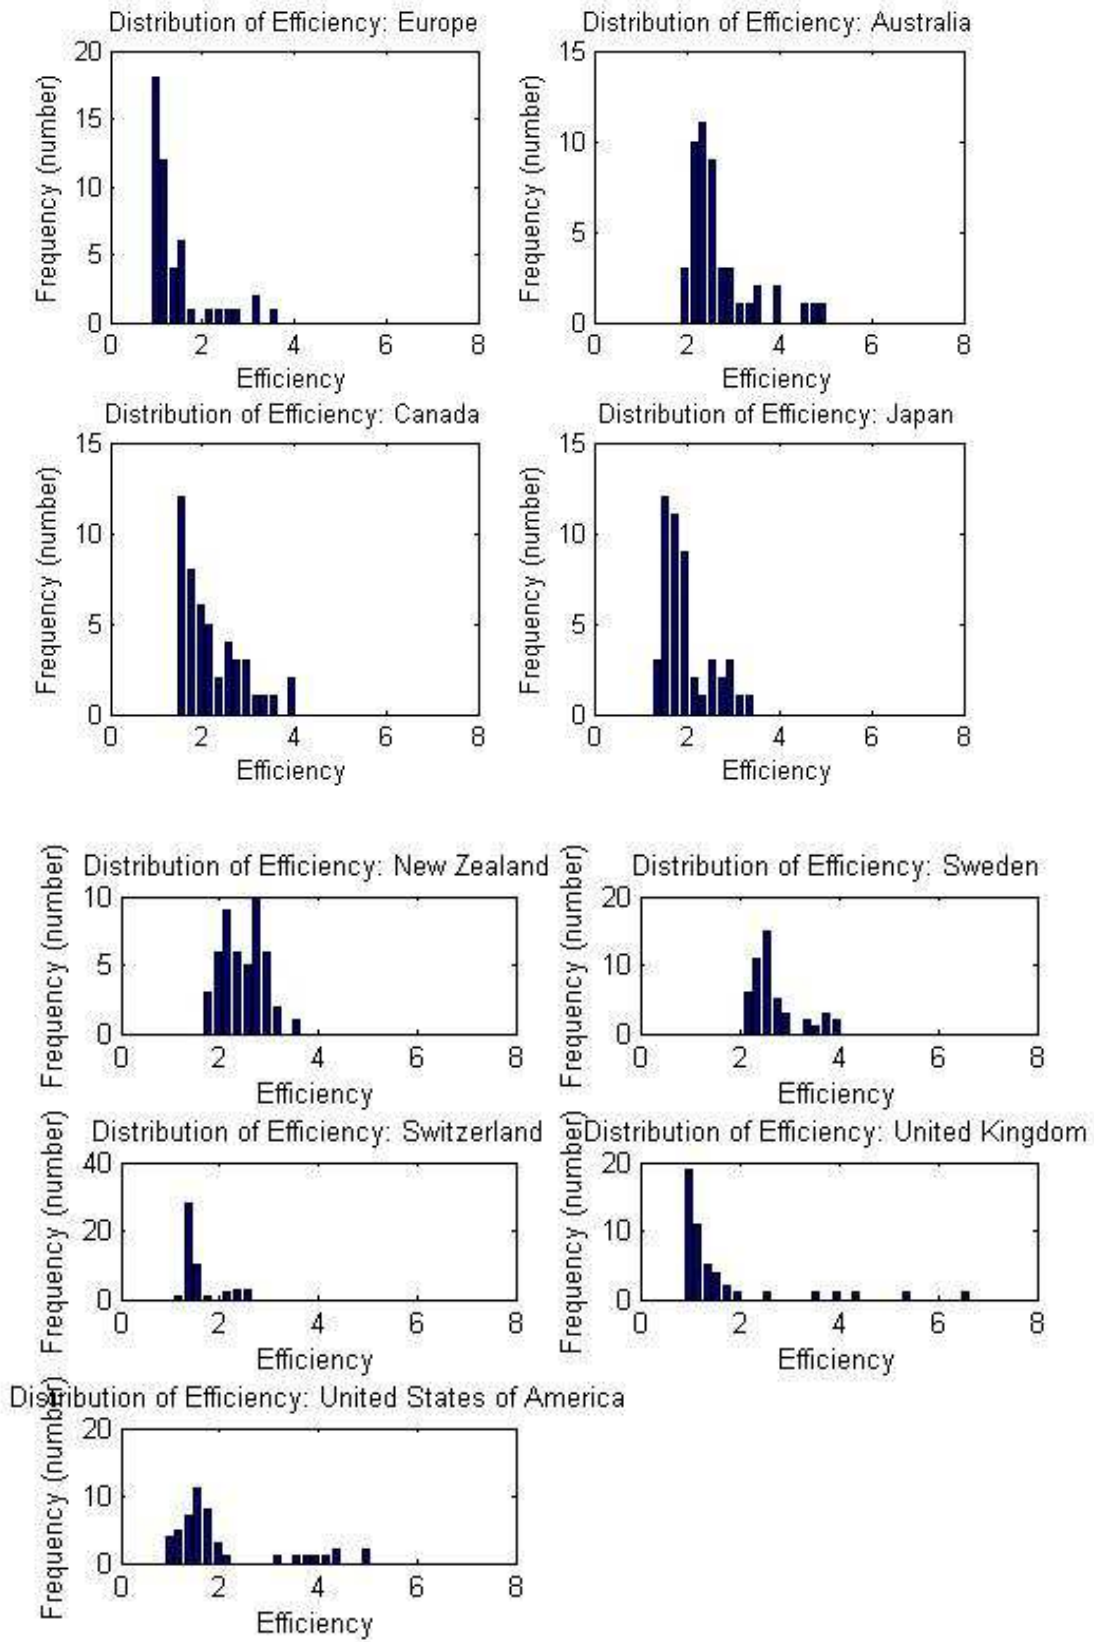 Distribution of Efficiency: Europe
20
15
10
5
0
Frequency (number)
0 2 4 6 8
Efficiency
Distribution of Efficiency: Australia
15
10
5
0
Frequency (number)
0 2 4 6 8
Efficiency
Distribution of Efficiency: Canada
15
10
5
0
Frequency (number)
0 2 4 6 8
Efficiency
Distribution of Efficiency: Japan
15
10
5
0
Frequency (number)
0 2 4 6 8
Efficiency
Distribution of Efficiency: New Zealand
10
5
0
Frequency (number)
0 2 4 6 8
Efficiency
Distribution of Efficiency: Sweden
20
10
0
Frequency (number)
0 2 4 6 8
Efficiency
Distribution of Efficiency: Switzerland
40
20
0
Frequency (number)
0 2 4 6 8
Efficiency
Distribution of Efficiency: United Kingdom
20
10
0
Frequency (number)
0 2 4 6 8
Efficiency
Distribution of Efficiency: United States of America
20
10
0
Frequency (number)
0 2 4 6 8
Efficiency